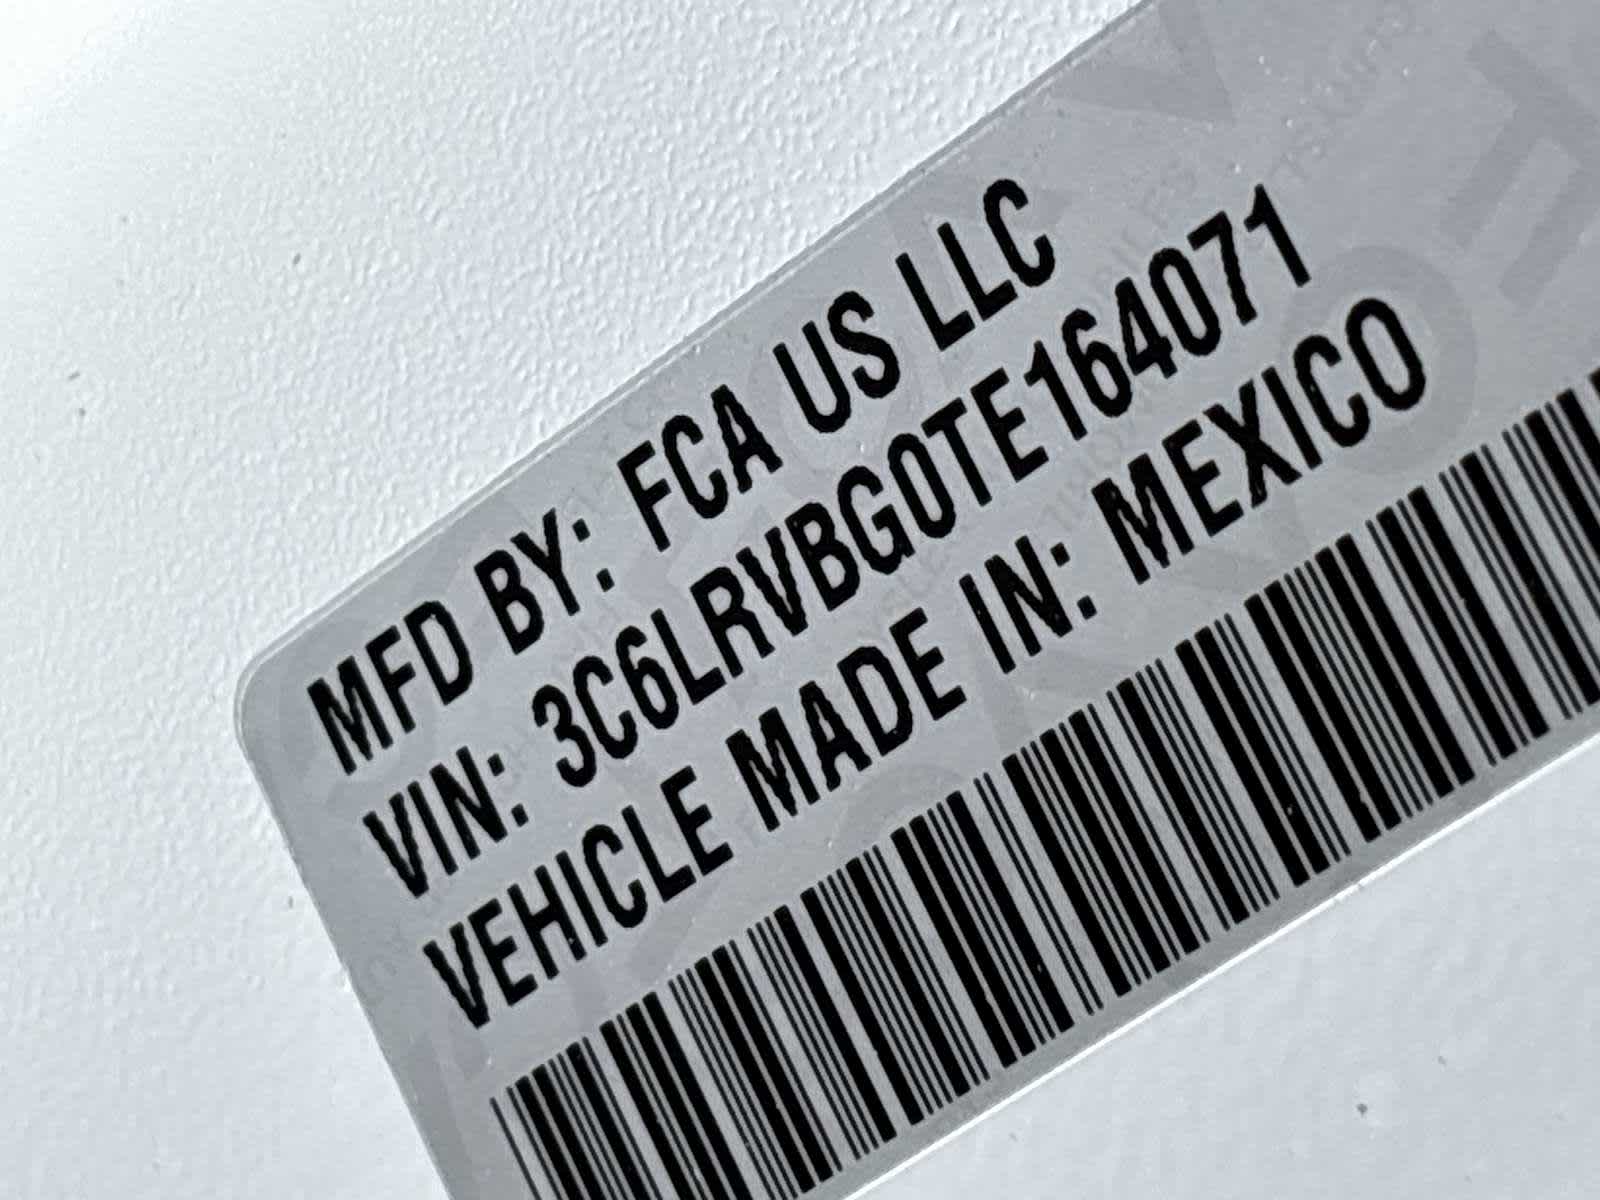 MFD BY: FCA US LLC
VIN: 3C6LRVBG0TE164071
VEHICLE MADE IN: MEXICO